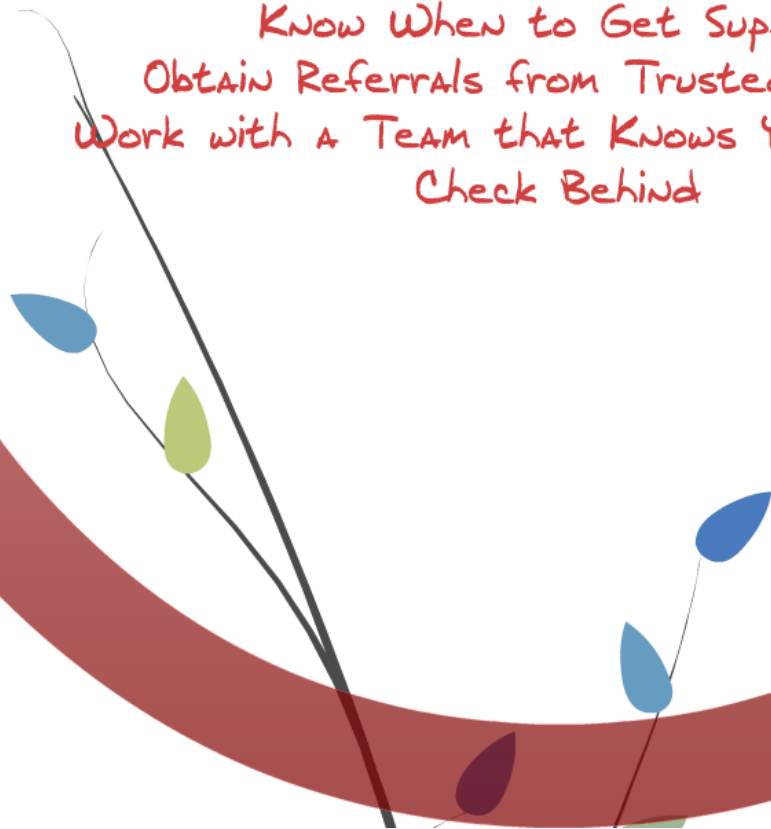 Know When to Get
Obtain Referrals from
Work with a Team that Knows
Check Behind